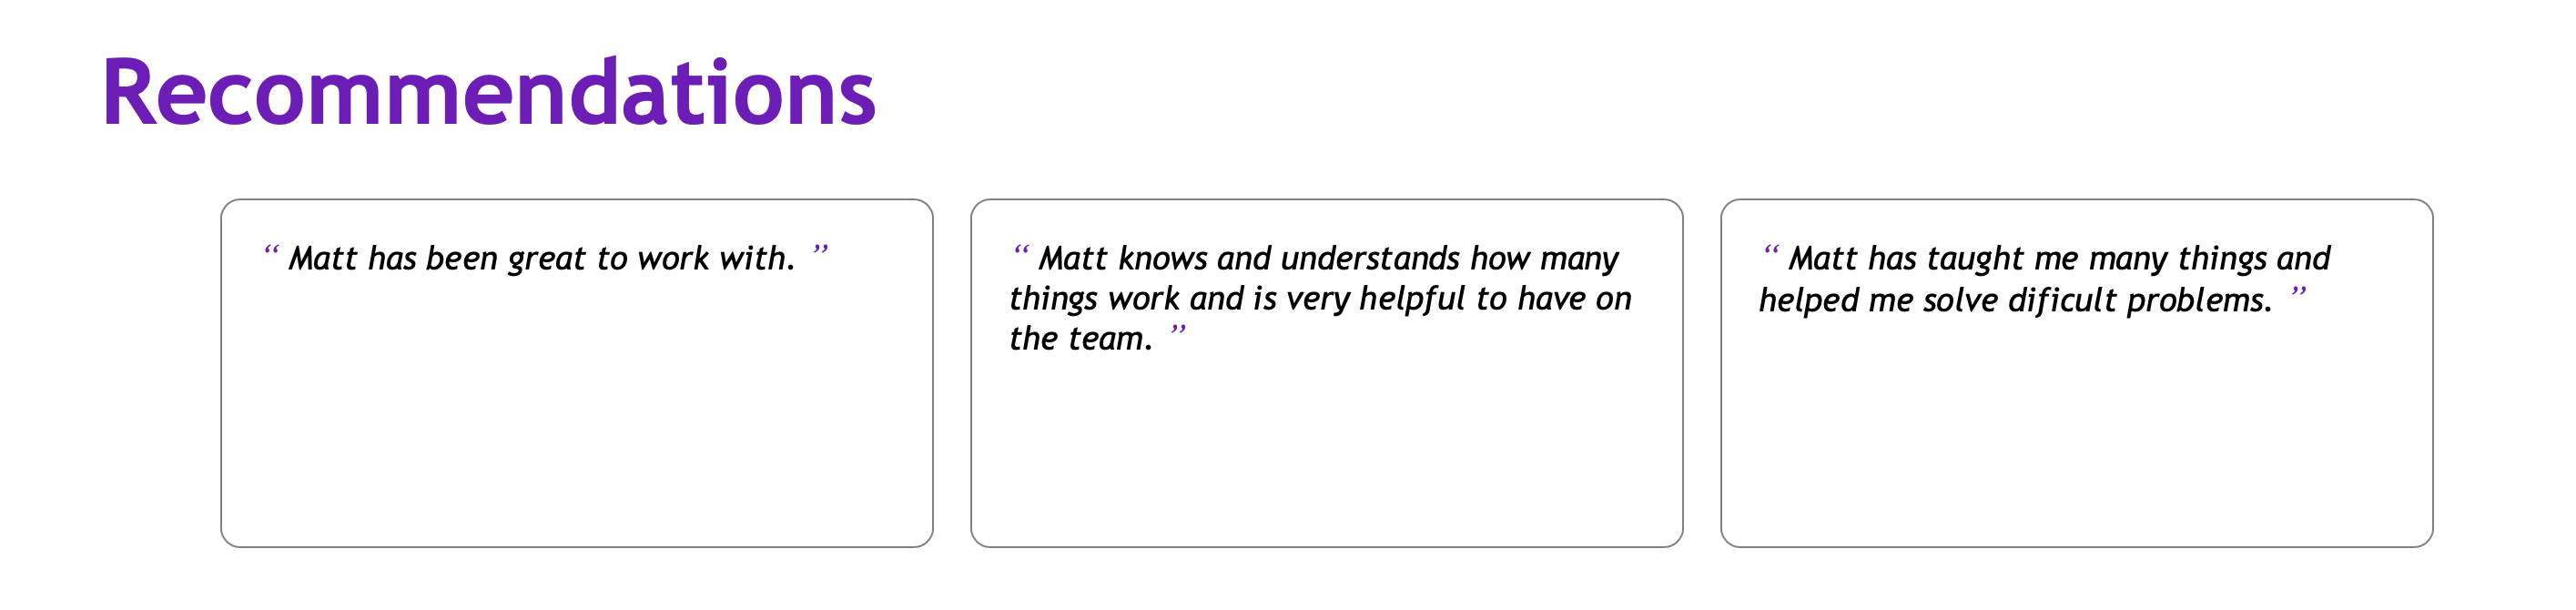 Recommendations
“ Matt has been great to work with. ”
“ Matt knows and understands how many
things work and is very helpful to have on
the team. ”
“ Matt has taught me many things and
helped me solve dificult problems. ”